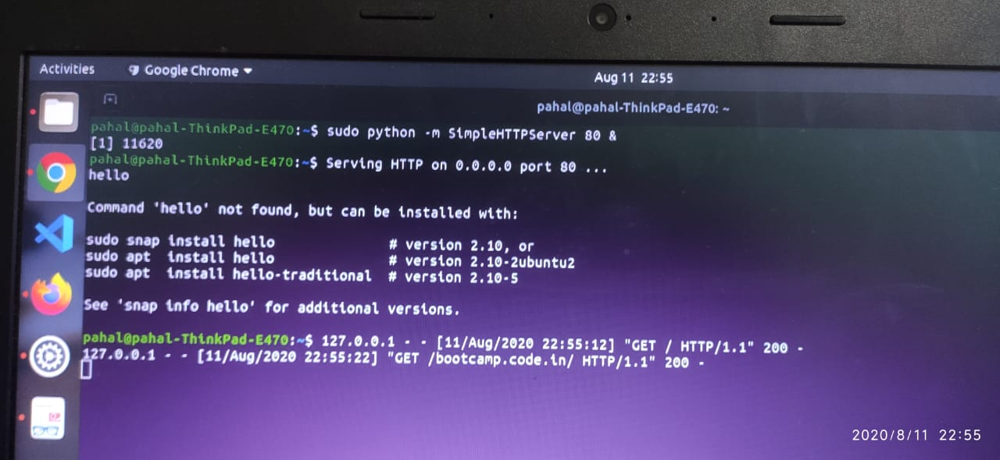 Activities
Google Chrome
Aug 11 22:55
pahal@pahal-ThinkPad-E470: ~
pahal@pahal-ThinkPad-E470:~$ sudo python -m SimpleHTTPServer 80 &
[1] 11620
pahal@pahal-ThinkPad-E470:~$ Serving HTTP on 0.0.0.0 port 80 ...
hello
Command 'hello' not found, but can be installed with:
sudo snap install hello # version 2.10, or
sudo apt install hello # version 2.10-2ubuntu2
sudo apt install hello-traditional # version 2.10-5
See 'snap info hello' for additional versions.
pahal@pahal-ThinkPad-E470:~$ 127.0.0.1 - - [11/Aug/2020 22:55:12] "GET / HTTP/1.1" 200 -
127.0.0.1 - - [11/Aug/2020 22:55:22] "GET /bootcamp.code.in/ HTTP/1.1" 200 -
2020/8/11 22:55